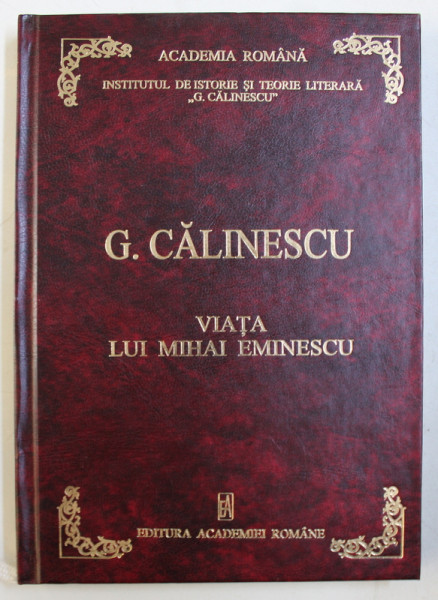 ACADEMIA ROMÂNĂ
INSTITUTUL DE ISTORIE ŞI TEORIE LITERARĂ
„G. CĂLINESCU”
G. CĂLINESCU
VIAŢA
LUI MIHAI EMINESCU
EA
EDITURA ACADEMIEI ROMÂNE